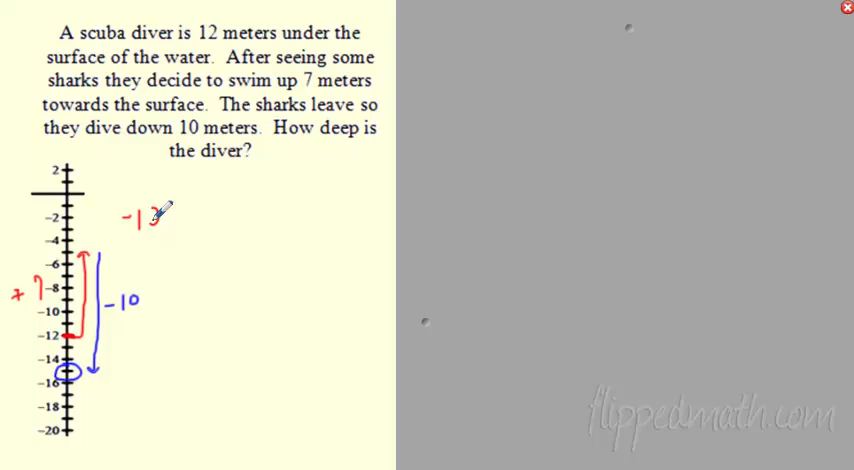 A scuba diver is 12 meters under the
surface of the water. After seeing some
sharks they decide to swim up 7 meters
towards the surface. The sharks leave so
they dive down 10 meters. How deep is
the diver?
2
-2
-13
-4
-6
+7
-8
-10
-10
-12
-14
-16
-18
-20
flippedmath.com